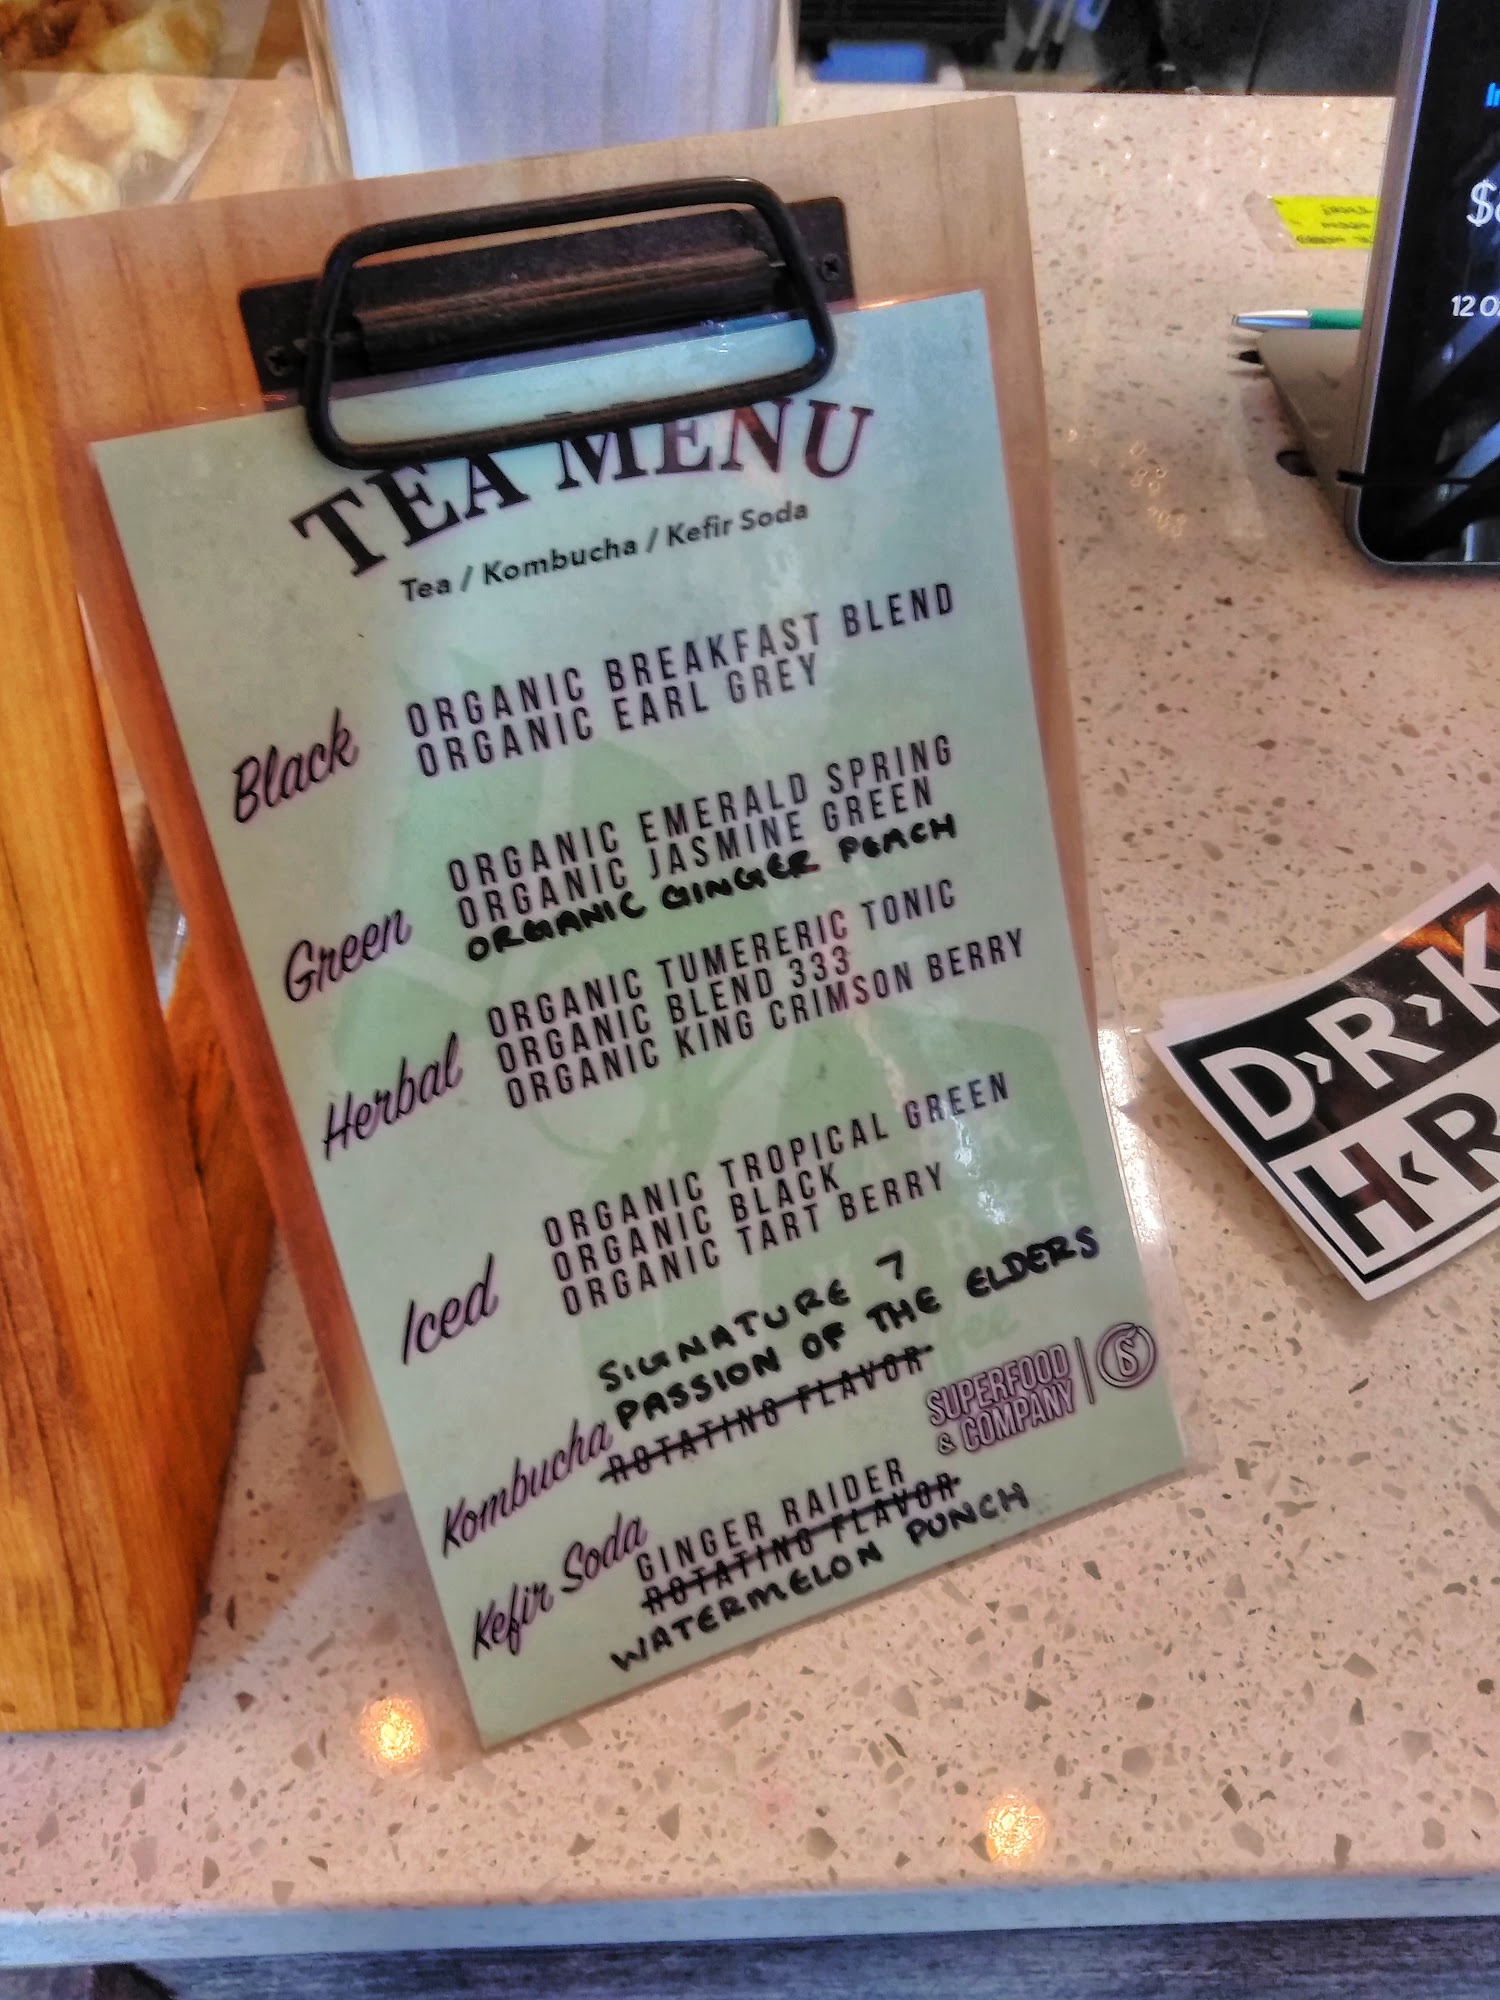 TEA MENU
Tea / Kombucha / Kefir Soda
Black
ORGANIC BREAKFAST BLEND
ORGANIC EARL GREY
Green
ORGANIC EMERALD SPRING
ORGANIC JASMINE GREEN
ORGANIC GINGER PEACH
Herbal
ORGANIC TUMERERIC TONIC
ORGANIC BLEND 333
ORGANIC KING CRIMSON BERRY
Iced
ORGANIC TROPICAL GREEN
ORGANIC BLACK
ORGANIC TART BERRY
Kombucha
SIGNATURE 7
PASSION OF THE ELDERS
ROTATING FLAVOR
SUPERFOOD
& COMPANY
Kefir Soda
GINGER RAIDER
ROTATING FLAVOR
WATERMELON PUNCH
D›R›K
H‹R
$
12 O